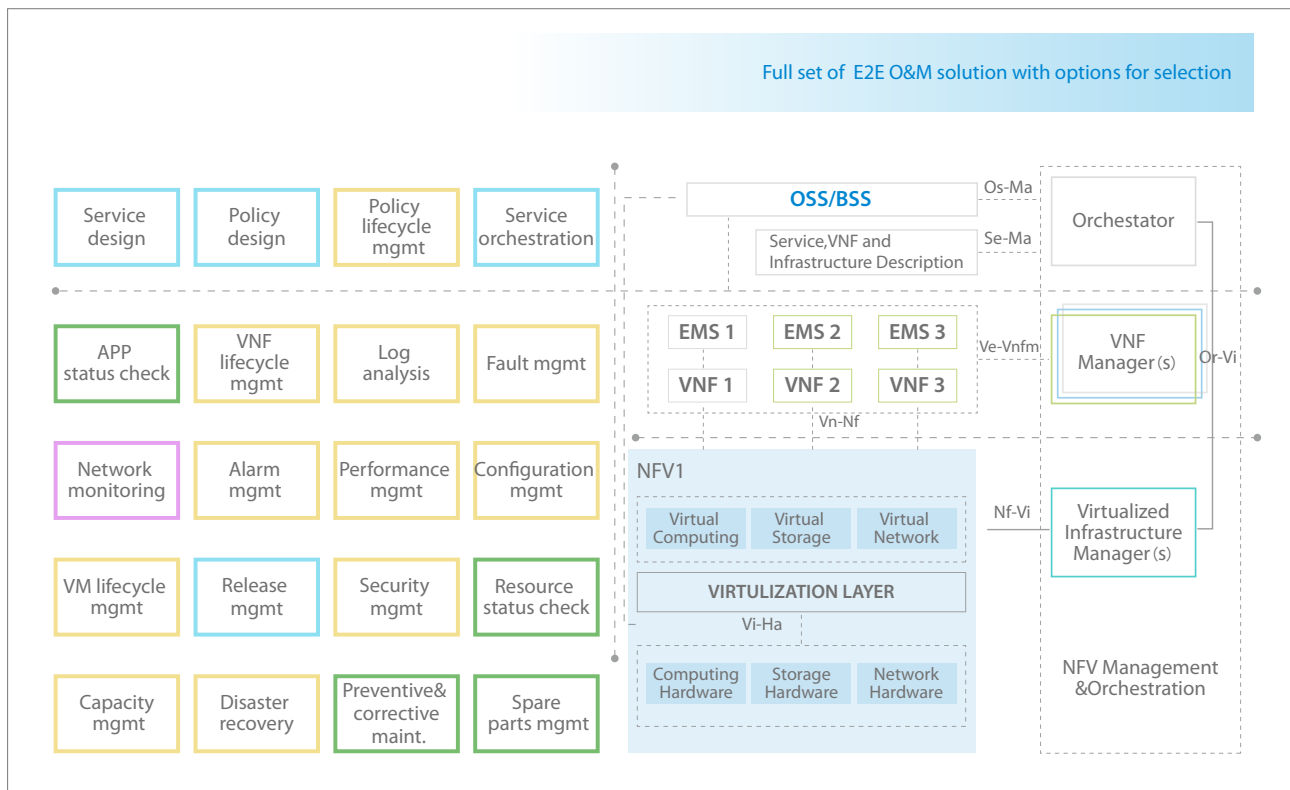 Full set of E2E O&M solution with options for selection
Service
design
Policy
design
Policy
lifecycle
mgmt
Service
orchestration
APP
status check
VNF
lifecycle
mgmt
Log
analysis
Fault mgmt
Network
monitoring
Alarm
mgmt
Performance
mgmt
Configuration
mgmt
VM lifecycle
mgmt
Release
mgmt
Security
mgmt
Resource
status check
Capacity
mgmt
Disaster
recovery
Preventive&
corrective
maint.
Spare
parts mgmt
OSS/BSS
Os-Ma
Service,VNF and
Infrastructure Description
Se-Ma
Orchestator
EMS 1
EMS 2
EMS 3
VNF 1
VNF 2
VNF 3
Ve-Vnfm
VNF
Manager(s)
Or-Vi
Vn-Nf
NFV1
Virtual
Computing
Virtual
Storage
Virtual
Network
Nf-Vi
Virtualized
Infrastructure
Manager(s)
VIRTULIZATION LAYER
Vi-Ha
Computing
Hardware
Storage
Hardware
Network
Hardware
NFV Management
&Orchestration